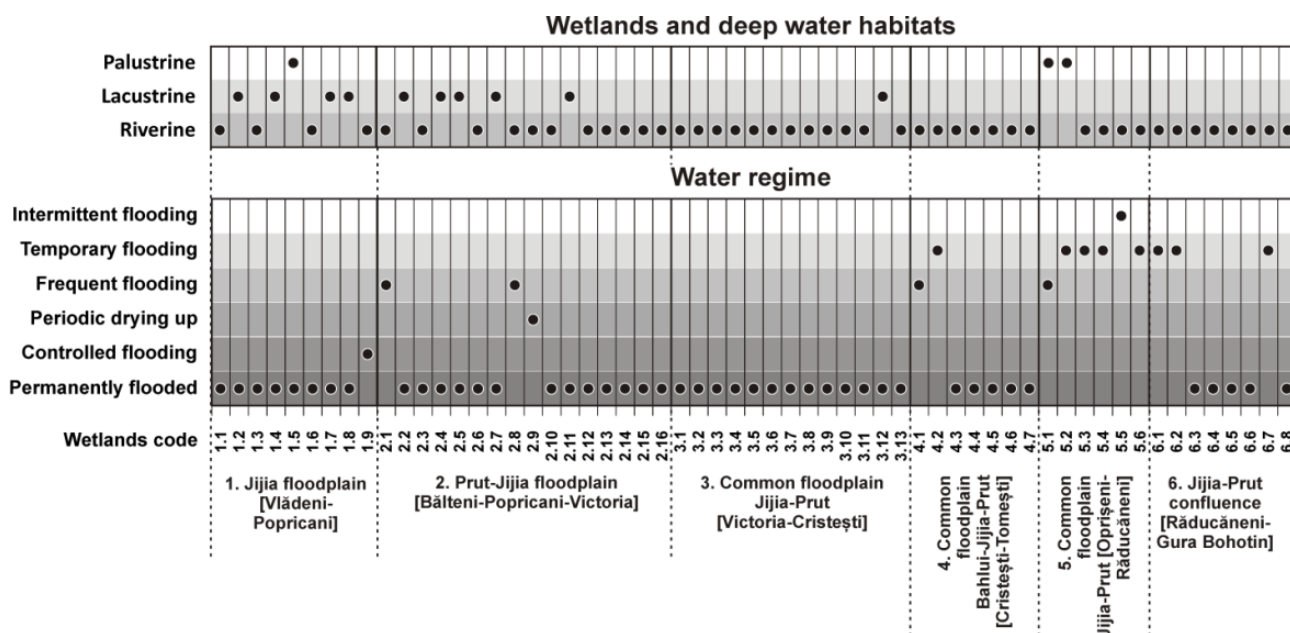 Wetlands and deep water habitats
Palustrine
Lacustrine
Riverine
Water regime
Intermittent flooding
Temporary flooding
Frequent flooding
Periodic drying up
Controlled flooding
Permanently flooded
Wetlands code
1.1
1.2
1.3
1.4
1.5
1.6
1.7
1.8
1.9
2.1
2.2
2.3
2.4
2.5
2.6
2.7
2.8
2.9
2.10
2.11
2.12
2.13
2.14
2.15
2.16
3.1
3.2
3.3
3.4
3.5
3.6
3.7
3.8
3.9
3.10
3.11
3.12
3.13
4.1
4.2
4.3
4.4
4.5
4.6
4.7
5.1
5.2
5.3
5.4
5.5
5.6
6.1
6.2
6.3
6.4
6.5
6.6
6.7
6.8
1. Jijia floodplain
[Vlădeni-
Popricani]
2. Prut-Jijia floodplain
[Bălteni-Popricani-Victoria]
3. Common floodplain
Jijia-Prut
[Victoria-Cristești]
4. Common
floodplain
Bahlui-Jijia-Prut
[Cristești-Tomești]
5. Common
floodplain
Jijia-Prut [Oprișeni-
Răducăneni]
6. Jijia-Prut
confluence
[Răducăneni-
Gura Bohotin]